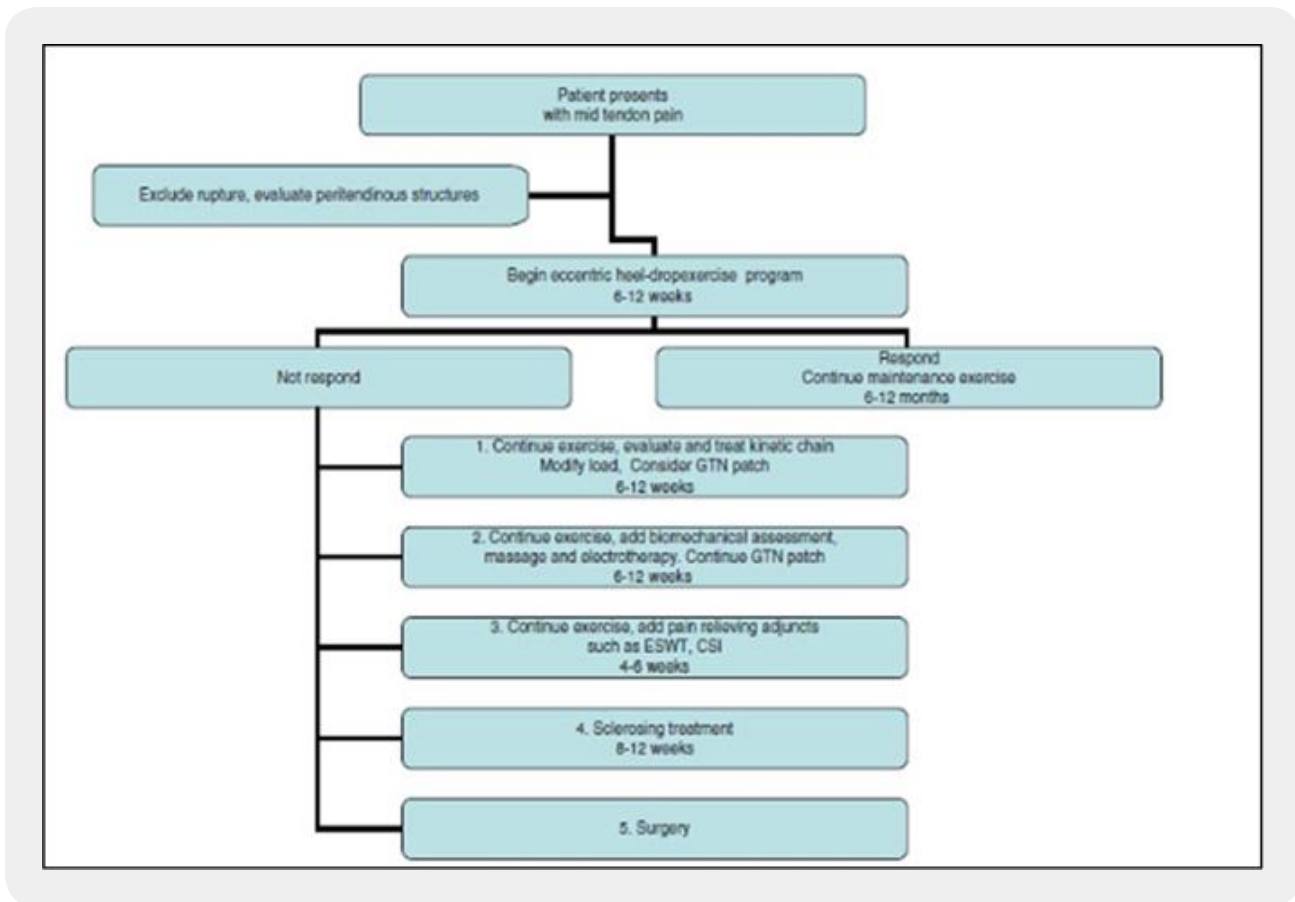 Patient presents
with mid tendon pain
Exclude rupture, evaluate peritendinous structures
Begin eccentric heel-dropexercise program
6-12 weeks
Not respond
Respond
Continue maintenance exercise
6-12 months
1. Continue exercise, evaluate and treat kinetic chain
Modify load, Consider GTN patch
6-12 weeks
2. Continue exercise, add biomechanical assessment,
massage and electrotherapy. Continue GTN patch
6-12 weeks
3. Continue exercise, add pain relieving adjuncts
such as ESWT, CSI
4-6 weeks
4. Sclerosing treatment
8-12 weeks
5. Surgery